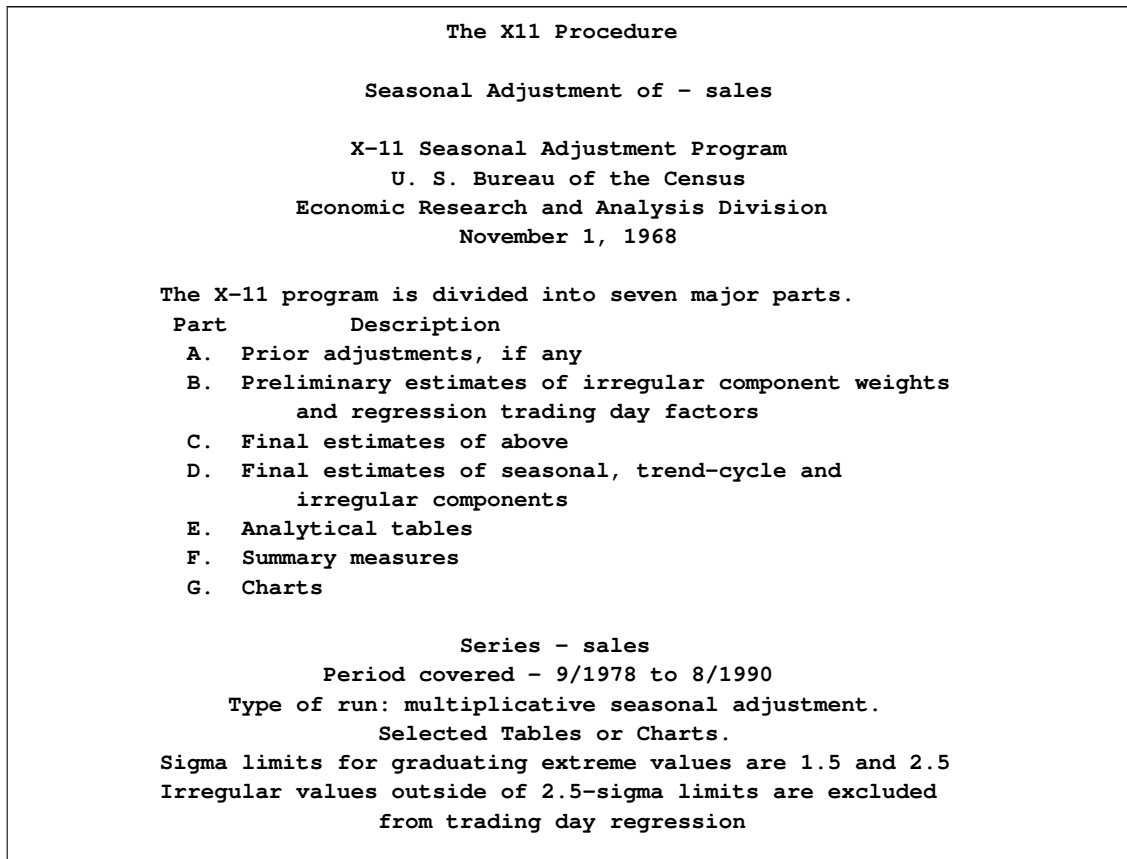 The X11 Procedure
Seasonal Adjustment of - sales
X-11 Seasonal Adjustment Program
U. S. Bureau of the Census
Economic Research and Analysis Division
November 1, 1968
The X-11 program is divided into seven major parts.
Part Description
A. Prior adjustments, if any
B. Preliminary estimates of irregular component weights
and regression trading day factors
C. Final estimates of above
D. Final estimates of seasonal, trend-cycle and
irregular components
E. Analytical tables
F. Summary measures
G. Charts
Series - sales
Period covered - 9/1978 to 8/1990
Type of run: multiplicative seasonal adjustment.
Selected Tables or Charts.
Sigma limits for graduating extreme values are 1.5 and 2.5
Irregular values outside of 2.5-sigma limits are excluded
from trading day regression